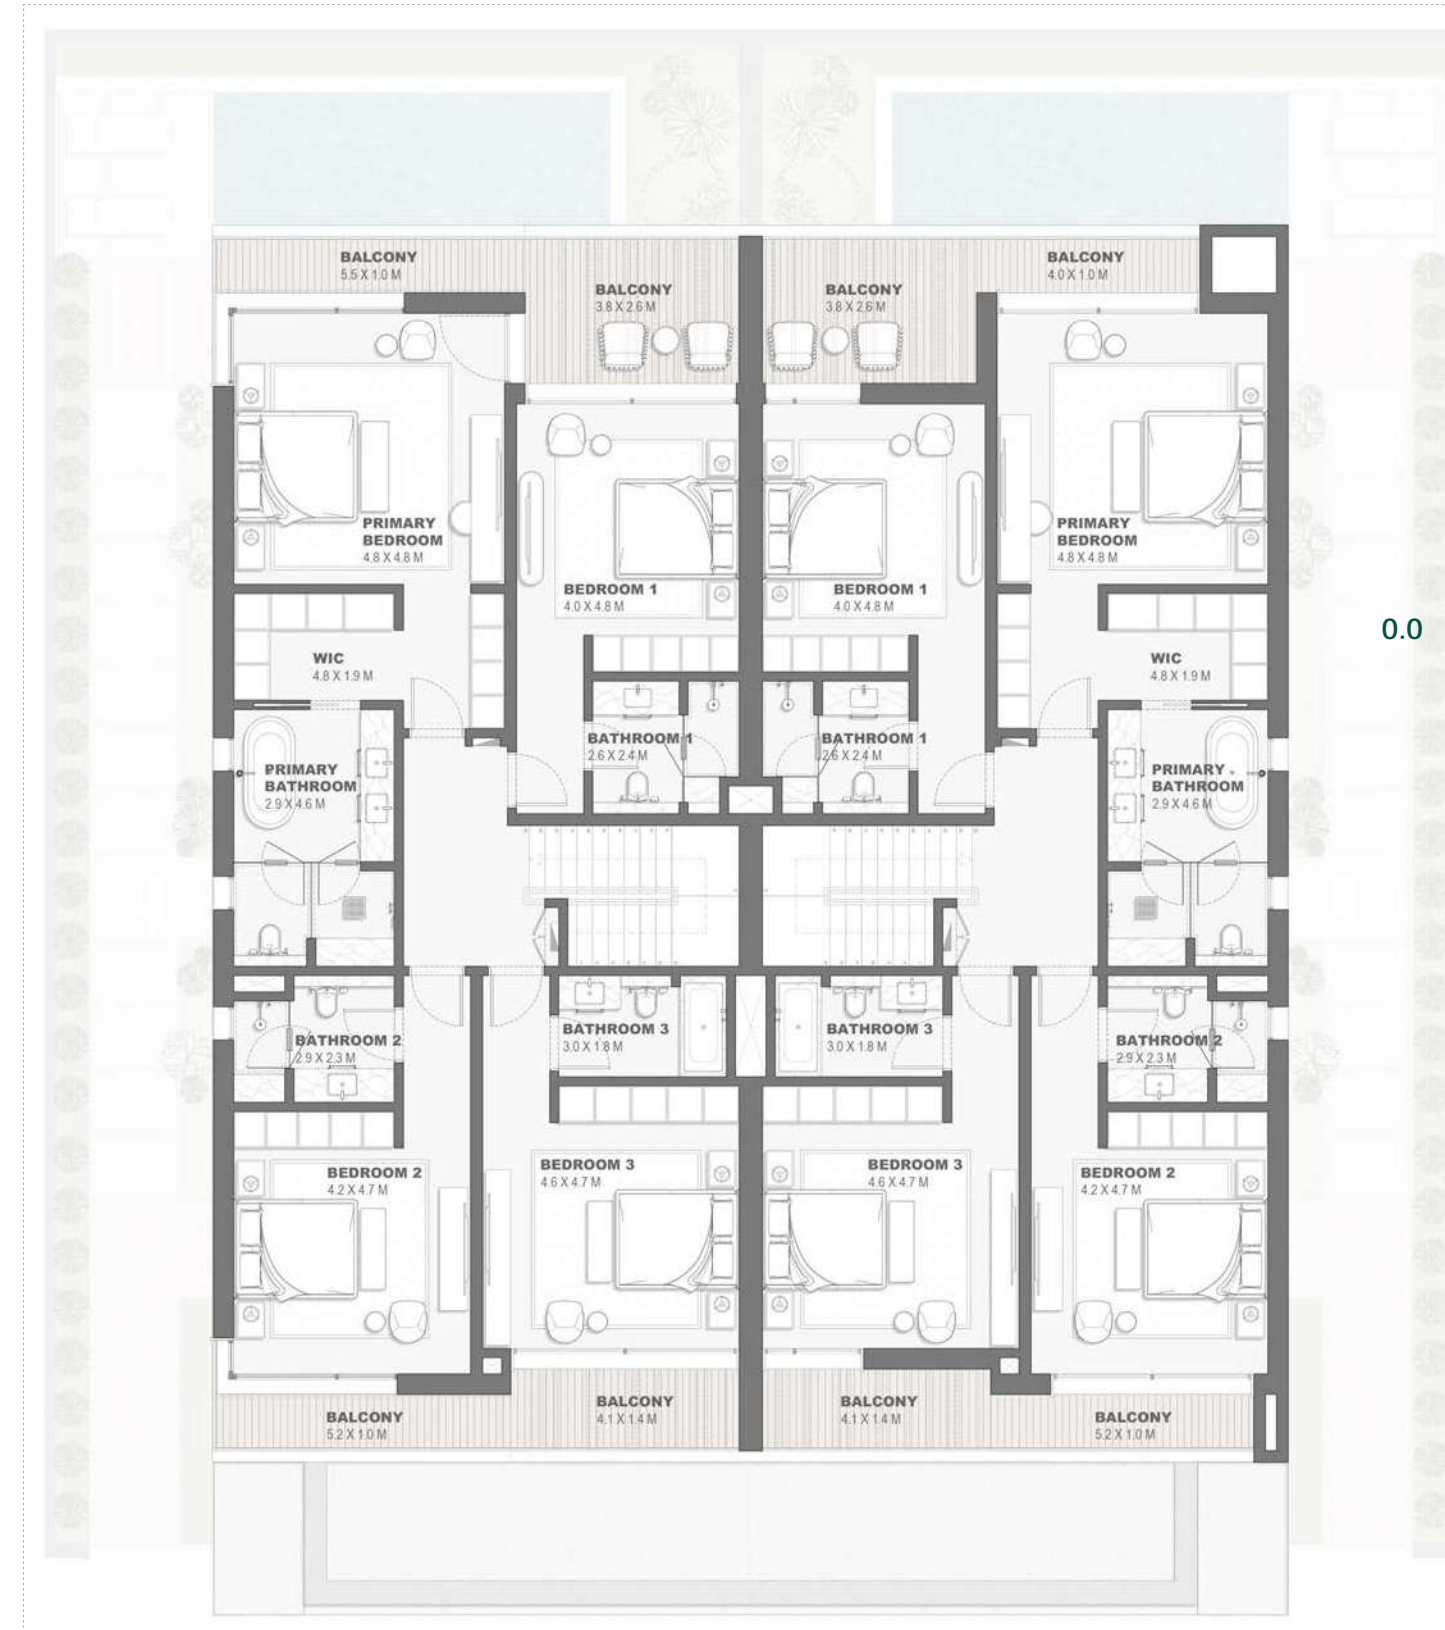 BALCONY
5.5 X 1.0 M
BALCONY
3.8 X 2.6 M
BALCONY
3.8 X 2.6 M
BALCONY
4.0 X 1.0 M
PRIMARY
BEDROOM
4.8 X 4.8 M
BEDROOM 1
4.0 X 4.8 M
BEDROOM 1
4.0 X 4.8 M
PRIMARY
BEDROOM
4.8 X 4.8 M
0.0
WIC
4.8 X 1.9 M
WIC
4.8 X 1.9 M
BATHROOM 1
2.6 X 2.4 M
BATHROOM 1
2.6 X 2.4 M
PRIMARY
BATHROOM
2.9 X 4.6 M
PRIMARY
BATHROOM
2.9 X 4.6 M
BATHROOM 2
2.9 X 2.3 M
BATHROOM 3
3.0 X 1.8 M
BATHROOM 3
3.0 X 1.8 M
BATHROOM 2
2.9 X 2.3 M
BEDROOM 2
4.2 X 4.7 M
BEDROOM 3
4.6 X 4.7 M
BEDROOM 3
4.6 X 4.7 M
BEDROOM 2
4.2 X 4.7 M
BALCONY
5.2 X 1.0 M
BALCONY
4.1 X 1.4 M
BALCONY
4.1 X 1.4 M
BALCONY
5.2 X 1.0 M